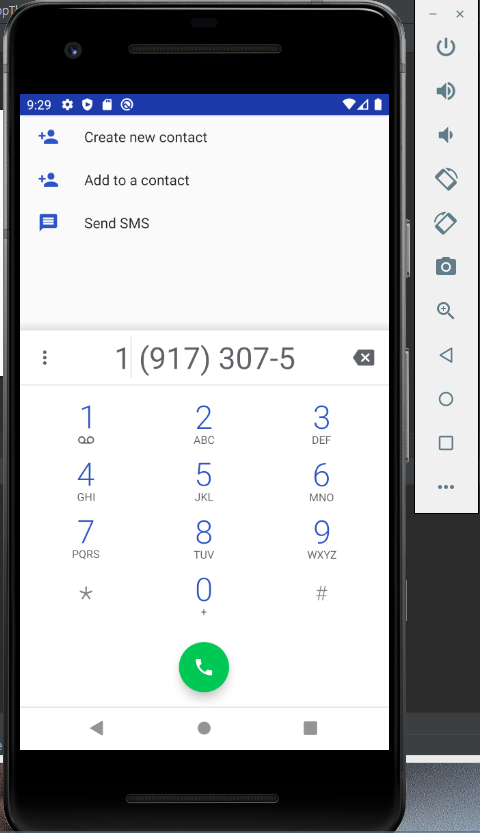 9:29
Create new contact
Add to a contact
Send SMS
1 (917) 307-5
1 2 3
ABC DEF
4 5 6
GHI JKL MNO
7 8 9
PQRS TUV WXYZ
* 0 #
+